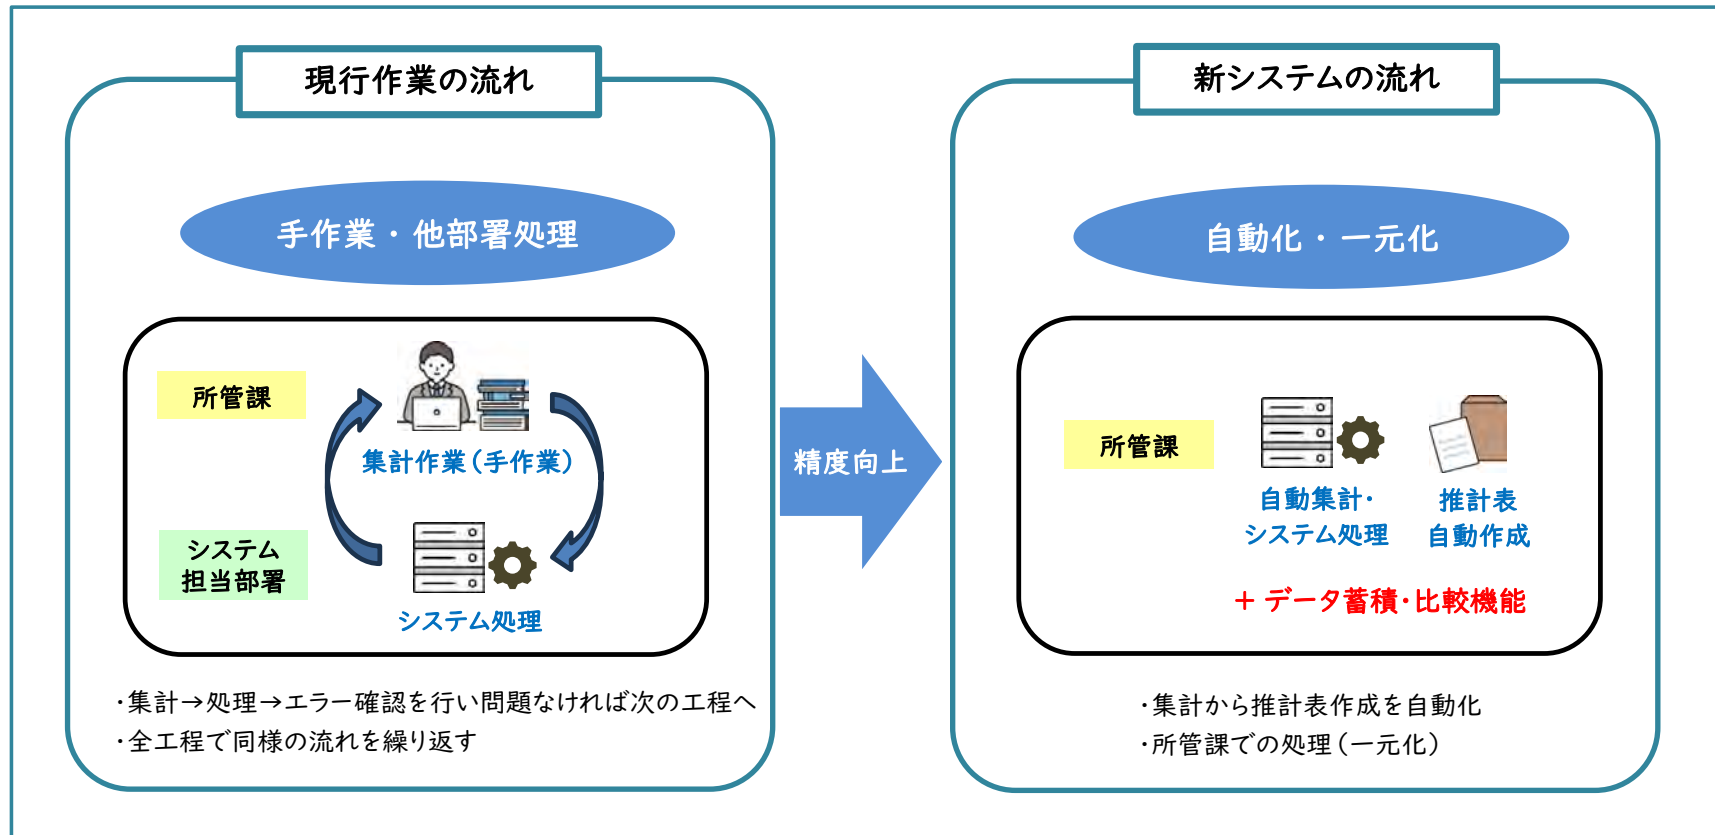 現行作業の流れ
手作業・他部署処理
所管課
集計作業(手作業)
システム
担当部署
システム処理
・集計→処理→エラー確認を行い問題なければ次の工程へ
・全工程で同様の流れを繰り返す
精度向上
新システムの流れ
自動化・一元化
所管課
自動集計・
システム処理
推計表
自動作成
+ データ蓄積・比較機能
・集計から推計表作成を自動化
・所管課での処理(一元化)